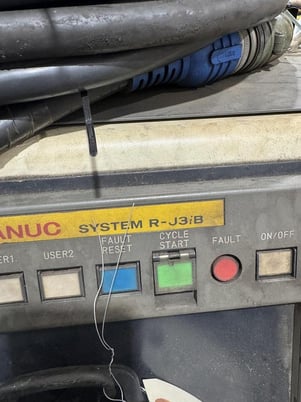 ANUC SYSTEM R-J3iB
ER1 USER2 FAULT RESET CYCLE START FAULT ON/OFF